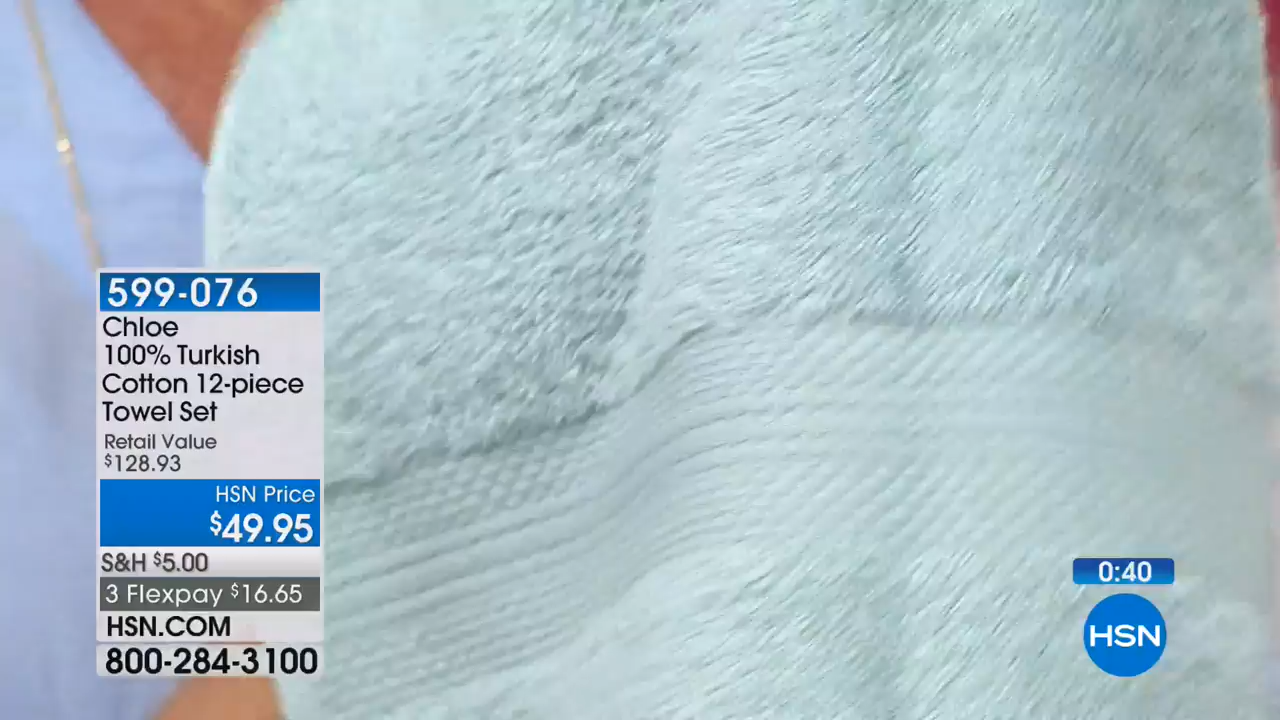 599-076
Chloe
100% Turkish
Cotton 12-piece
Towel Set
Retail Value
$128.93
HSN Price
$49.95
S&H $5.00
3 Flexpay $16.65
HSN.COM
800-284-3100
0:40
HSN